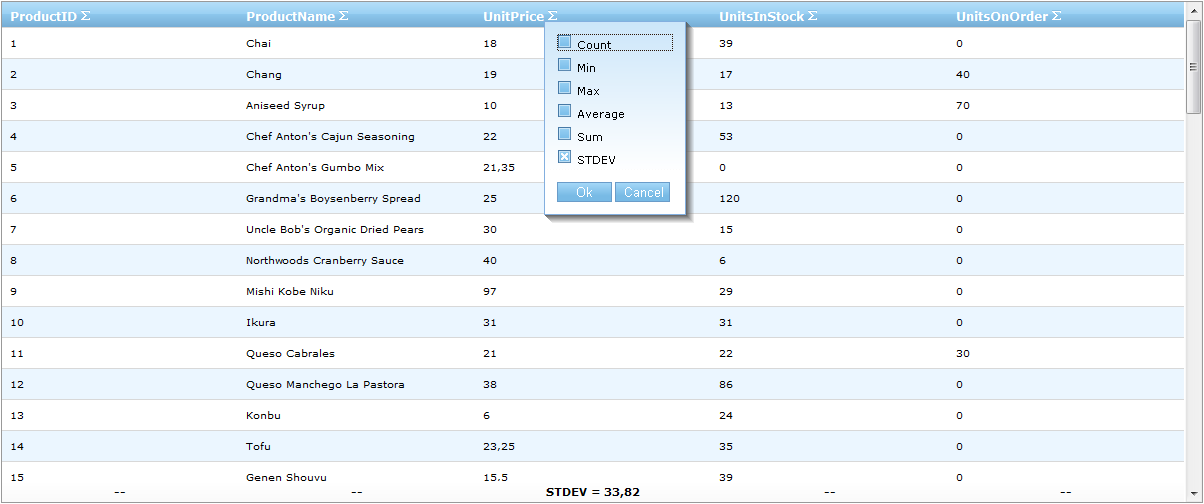 ProductID Σ ProductName Σ UnitPrice Σ UnitsInStock Σ UnitsOnOrder Σ
1 Chai 18 39 0
2 Chang 19 17 40
3 Aniseed Syrup 10 13 70
4 Chef Anton's Cajun Seasoning 22 53 0
5 Chef Anton's Gumbo Mix 21,35 0 0
6 Grandma's Boysenberry Spread 25 120 0
7 Uncle Bob's Organic Dried Pears 30 15 0
8 Northwoods Cranberry Sauce 40 6 0
9 Mishi Kobe Niku 97 29 0
10 Ikura 31 31 0
11 Queso Cabrales 21 22 30
12 Queso Manchego La Pastora 38 86 0
13 Konbu 6 24 0
14 Tofu 23,25 35 0
15 Genen Shouyu 15,5 39 0
-- -- STDEV = 33,82 -- --
Count
Min
Max
Average
Sum
STDEV
Ok Cancel